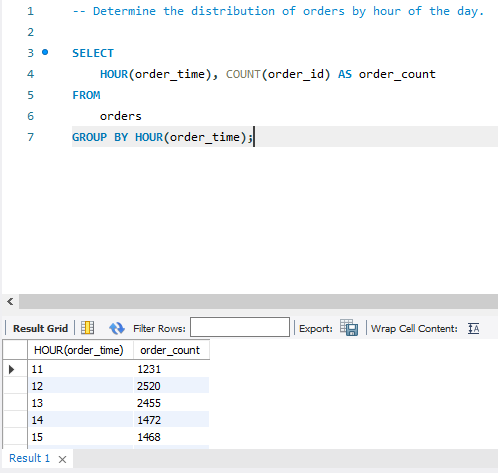 1 -- Determine the distribution of orders by hour of the day.
2
3 SELECT
4 HOUR(order_time), COUNT(order_id) AS order_count
5 FROM
6 orders
7 GROUP BY HOUR(order_time);
Result Grid Filter Rows: Export: Wrap Cell Content: IA
HOUR(order_time) order_count
11 1231
12 2520
13 2455
14 1472
15 1468
Result 1 ×